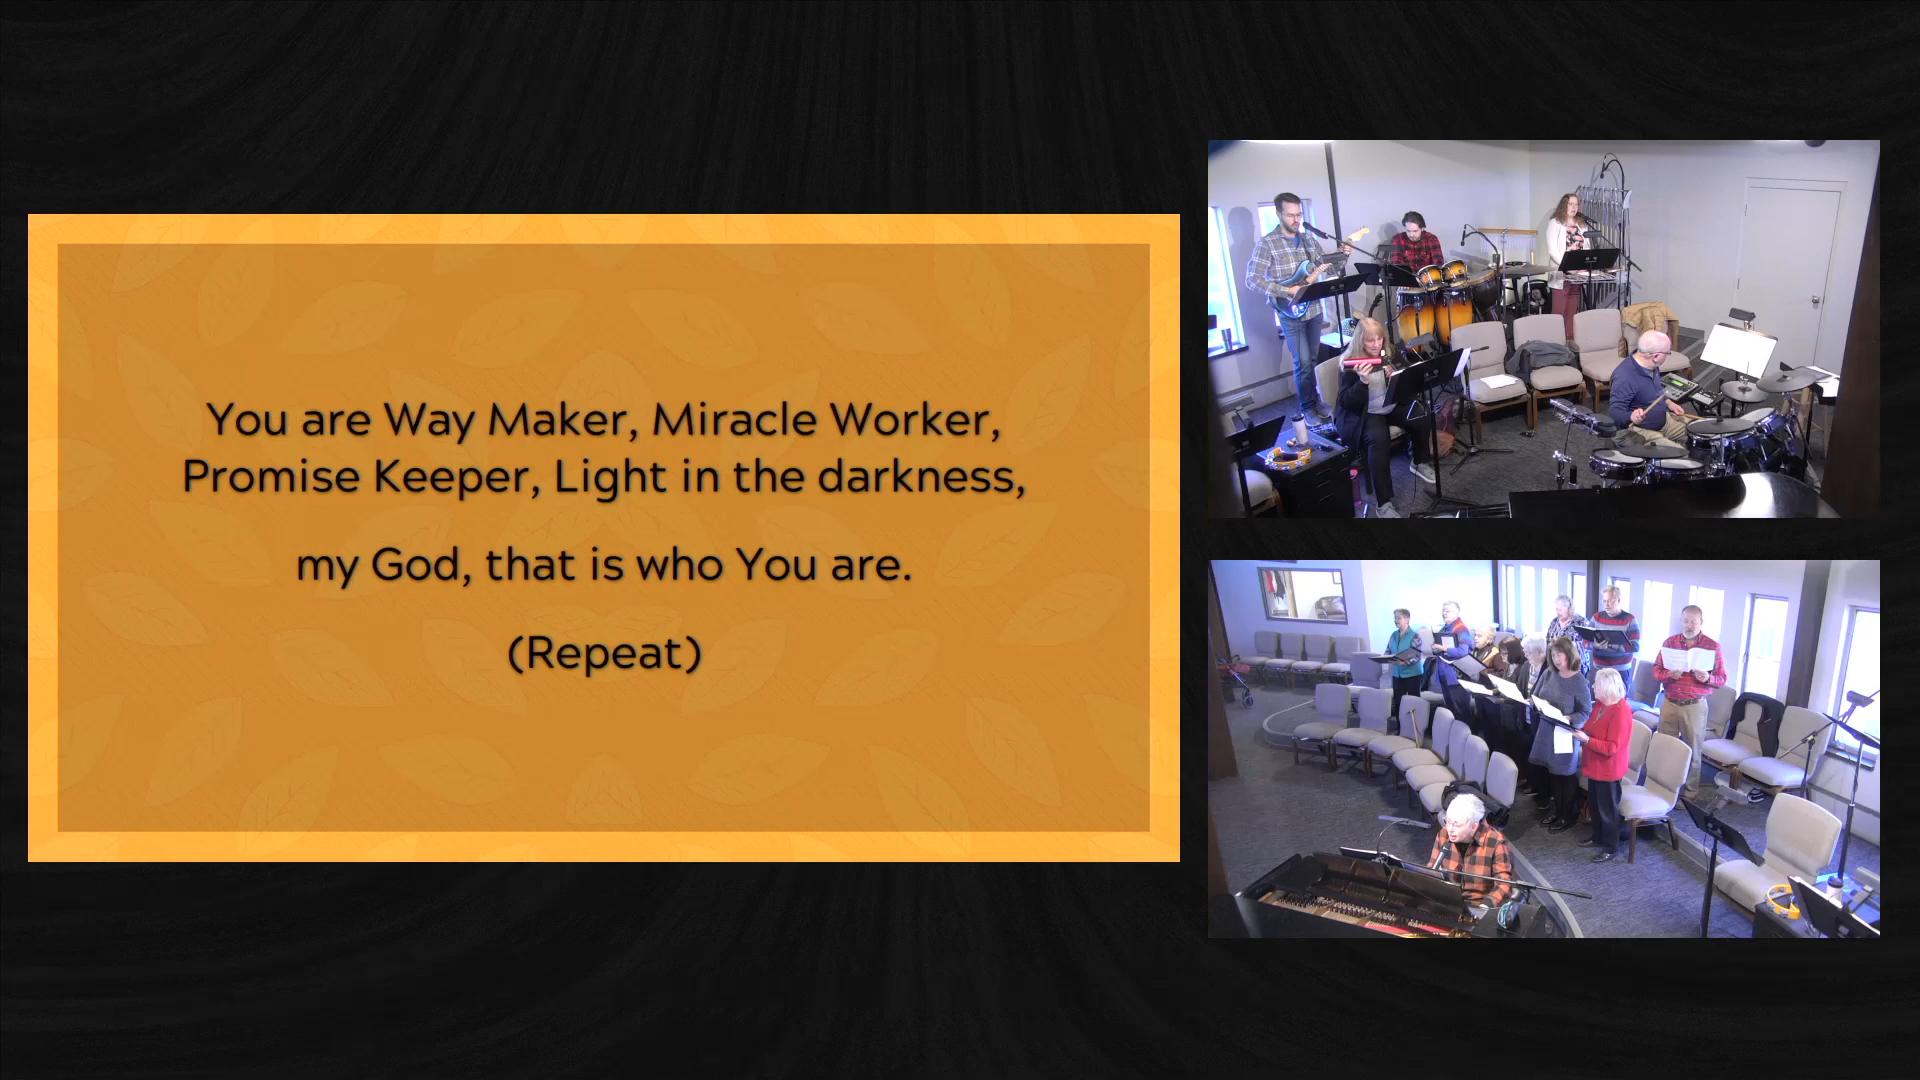 You are Way Maker, Miracle Worker,
Promise Keeper, Light in the darkness,
my God, that is who You are.
(Repeat)